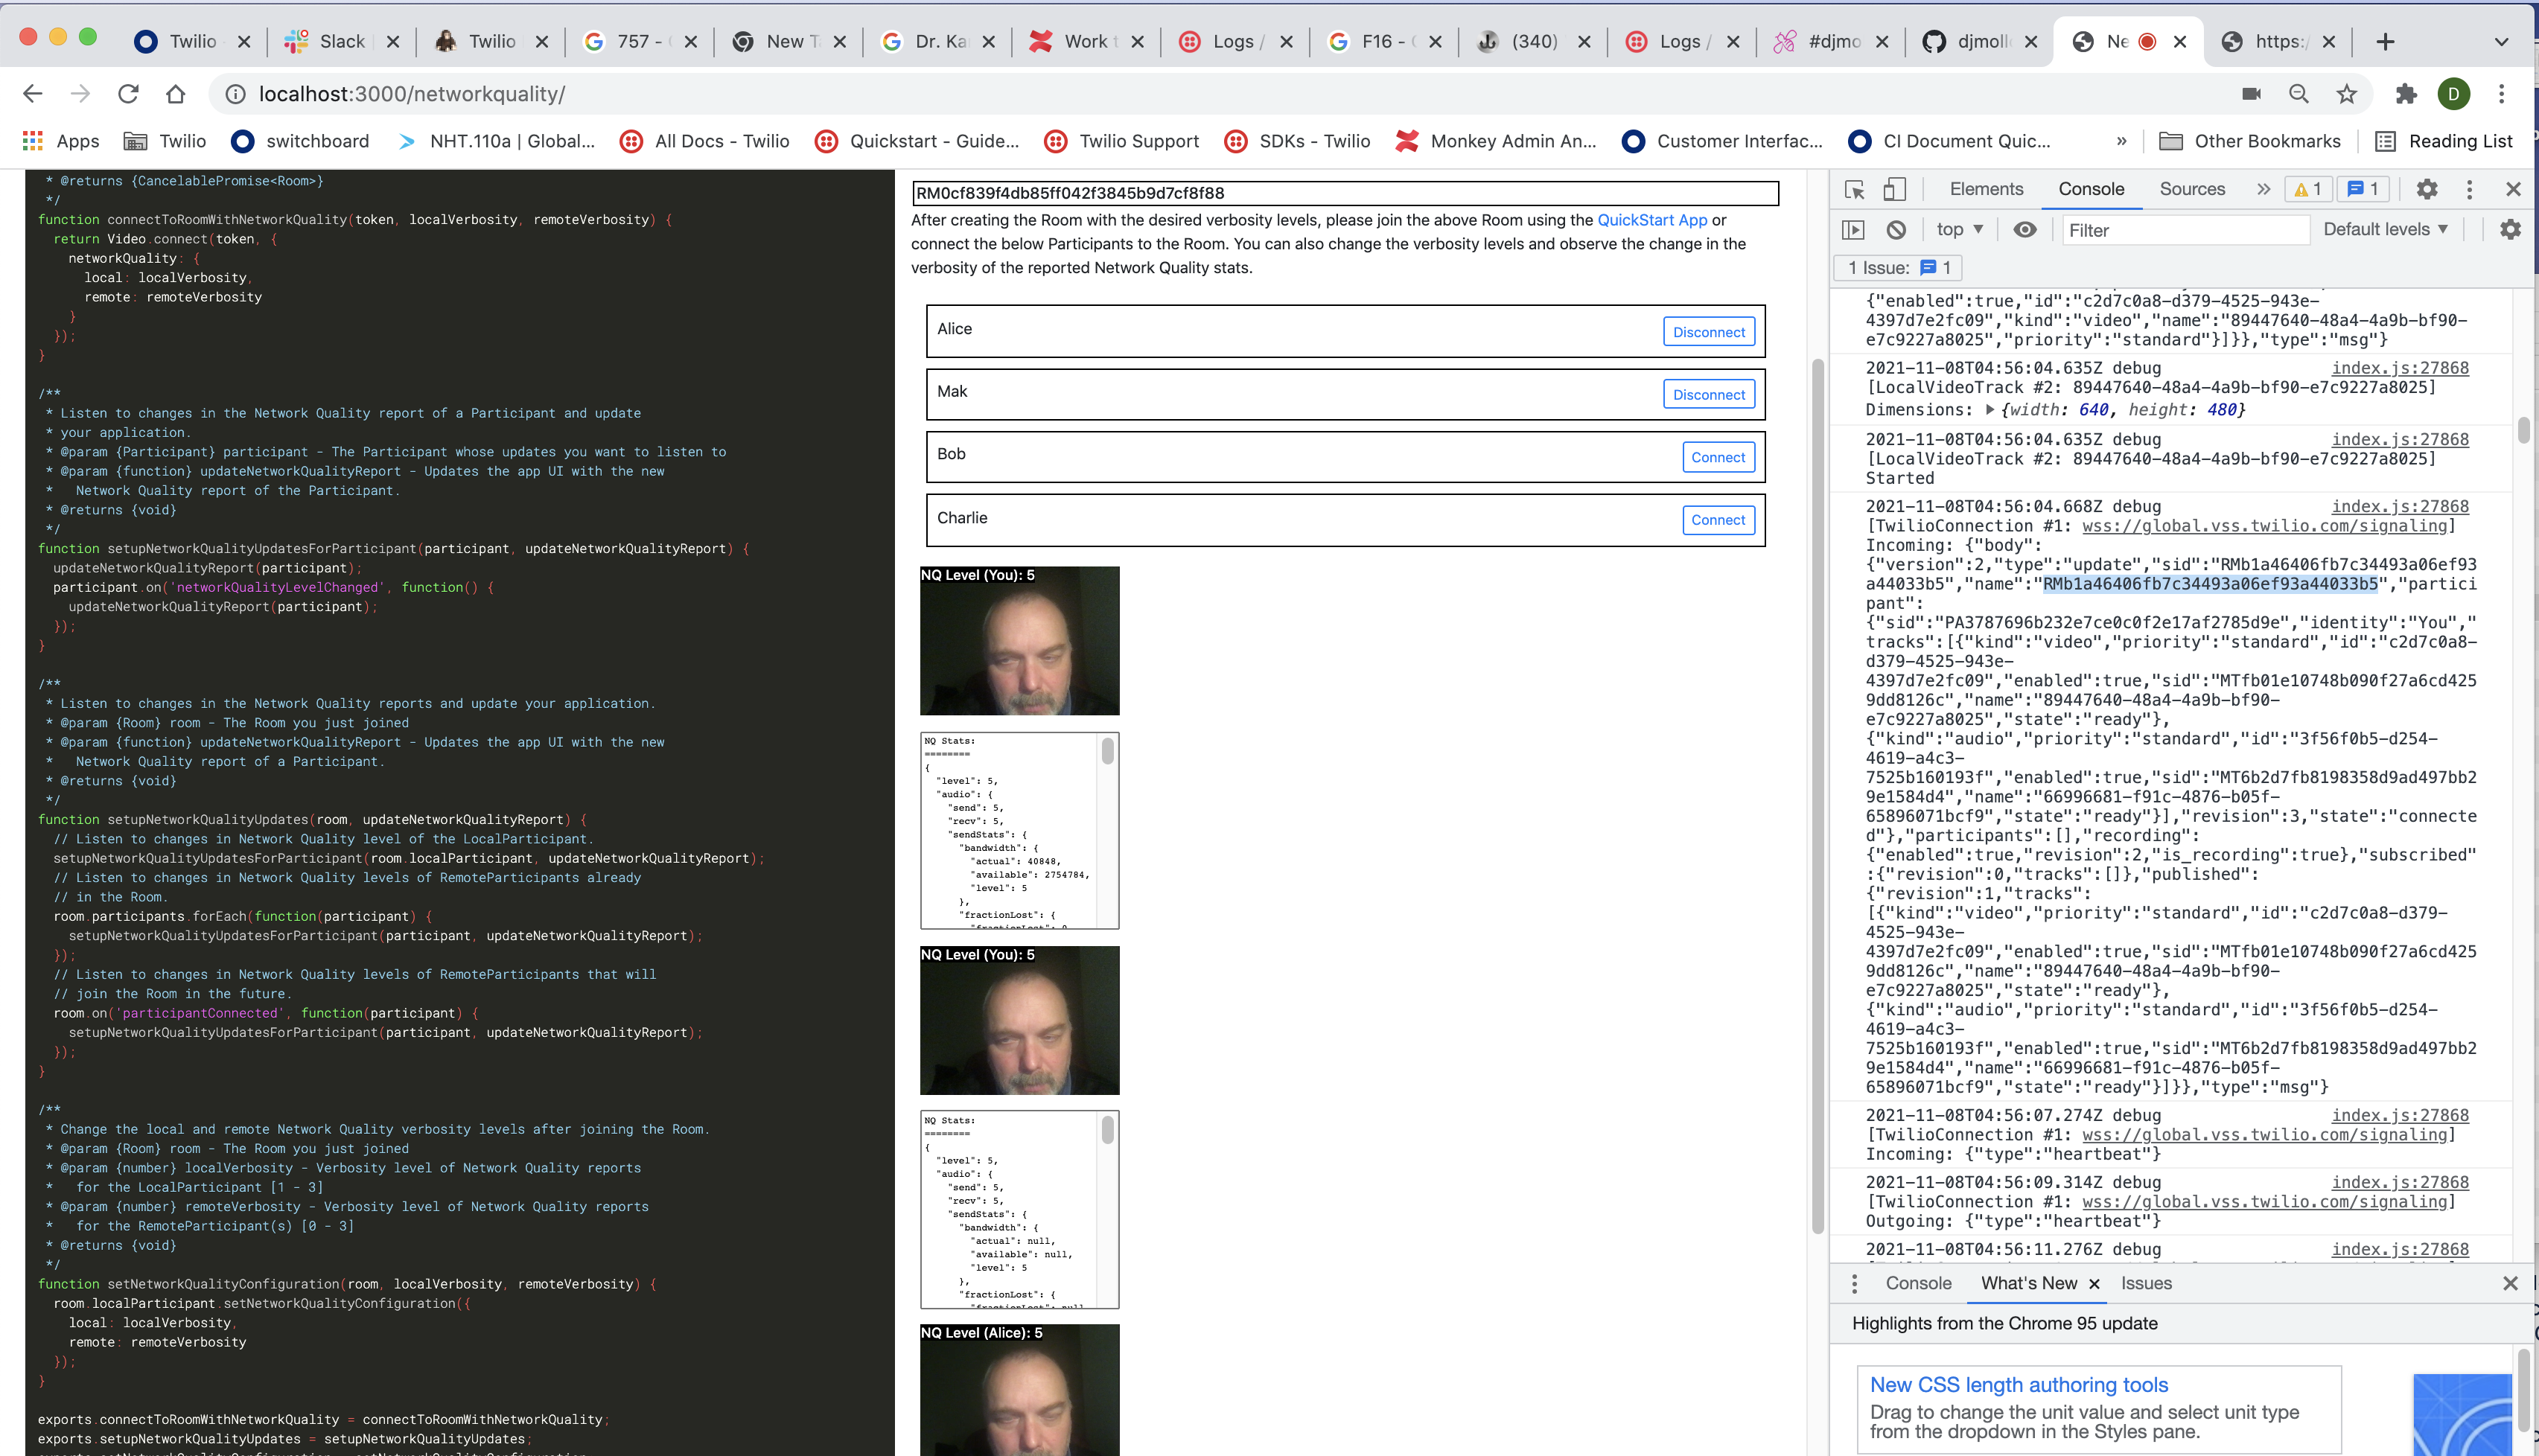 Twilio
Slack
Twilio
757 -
New T
Dr. Ka
Work t
Logs /
F16 -
(340)
Logs /
#djmo
djmoll
Ne
https:/
localhost:3000/networkquality/
D
Apps
Twilio
switchboard
NHT.110a | Global...
All Docs - Twilio
Quickstart - Guide...
Twilio Support
SDKs - Twilio
Monkey Admin An...
Customer Interfac...
CI Document Quic...
»
Other Bookmarks
Reading List
* @returns {CancelablePromise<Room>}
*/
function connectToRoomWithNetworkQuality(token, localVerbosity, remoteVerbosity) {
return Video.connect(token, {
networkQuality: {
local: localVerbosity,
remote: remoteVerbosity
}
});
}
/**
* Listen to changes in the Network Quality report of a Participant and update
* your application.
* @param {Participant} participant - The Participant whose updates you want to listen to
* @param {function} updateNetworkQualityReport - Updates the app UI with the new
*   Network Quality report of the Participant.
* @returns {void}
*/
function setupNetworkQualityUpdatesForParticipant(participant, updateNetworkQualityReport) {
updateNetworkQualityReport(participant);
participant.on('networkQualityLevelChanged', function() {
updateNetworkQualityReport(participant);
});
}
/**
* Listen to changes in the Network Quality reports and update your application.
* @param {Room} room - The Room you just joined
* @param {function} updateNetworkQualityReport - Updates the app UI with the new
*   Network Quality report of a Participant.
* @returns {void}
*/
function setupNetworkQualityUpdates(room, updateNetworkQualityReport) {
// Listen to changes in Network Quality level of the LocalParticipant.
setupNetworkQualityUpdatesForParticipant(room.localParticipant, updateNetworkQualityReport);
// Listen to changes in Network Quality levels of RemoteParticipants already
// in the Room.
room.participants.forEach(function(participant) {
setupNetworkQualityUpdatesForParticipant(participant, updateNetworkQualityReport);
});
// Listen to changes in Network Quality levels of RemoteParticipants that will
// join the Room in the future.
room.on('participantConnected', function(participant) {
setupNetworkQualityUpdatesForParticipant(participant, updateNetworkQualityReport);
});
}
/**
* Change the local and remote Network Quality verbosity levels after joining the Room.
* @param {Room} room - The Room you just joined
* @param {number} localVerbosity - Verbosity level of Network Quality reports
*   for the LocalParticipant [1 - 3]
* @param {number} remoteVerbosity - Verbosity level of Network Quality reports
*   for the RemoteParticipant(s) [0 - 3]
* @returns {void}
*/
function setNetworkQualityConfiguration(room, localVerbosity, remoteVerbosity) {
room.localParticipant.setNetworkQualityConfiguration({
local: localVerbosity,
remote: remoteVerbosity
});
}
exports.connectToRoomWithNetworkQuality = connectToRoomWithNetworkQuality;
exports.setupNetworkQualityUpdates = setupNetworkQualityUpdates;
RM0cf839f4db85ff042f3845b9d7cf8f88
After creating the Room with the desired verbosity levels, please join the above Room using the QuickStart App or
connect the below Participants to the Room. You can also change the verbosity levels and observe the change in the
verbosity of the reported Network Quality stats.
Alice
Disconnect
Mak
Disconnect
Bob
Connect
Charlie
Connect
NQ Level (You): 5
NQ Stats:
========
{
"level": 5,
"audio": {
"send": 5,
"recv": 5,
"sendStats": {
"bandwidth": {
"actual": 40848,
"available": 2754784,
"level": 5
},
"fractionLost": {
NQ Level (You): 5
NQ Stats:
========
{
"level": 5,
"audio": {
"send": 5,
"recv": 5,
"sendStats": {
"bandwidth": {
"actual": null,
"available": null,
"level": 5
},
"fractionLost": {
NQ Level (Alice): 5
Elements
Console
Sources
»
1
1
top ▼
Filter
Default levels ▼
1 Issue: 1
{"enabled":true,"id":"c2d7c0a8-d379-4525-943e-
4397d7e2fc09","kind":"video","name":"89447640-48a4-4a9b-bf90-
e7c9227a8025","priority":"standard"}]}},"type":"msg"}
2021-11-08T04:56:04.635Z debug index.js:27868
[LocalVideoTrack #2: 89447640-48a4-4a9b-bf90-e7c9227a8025]
Dimensions: ▶ {width: 640, height: 480}
2021-11-08T04:56:04.635Z debug index.js:27868
[LocalVideoTrack #2: 89447640-48a4-4a9b-bf90-e7c9227a8025]
Started
2021-11-08T04:56:04.668Z debug index.js:27868
[TwilioConnection #1: wss://global.vss.twilio.com/signaling]
Incoming: {"body":
{"version":2,"type":"update","sid":"RMb1a46406fb7c34493a06ef93
a44033b5","name":"RMb1a46406fb7c34493a06ef93a44033b5","partici
pant":
{"sid":"PA3787696b232e7ce0c0f2e17af2785d9e","identity":"You","
tracks":[{"kind":"video","priority":"standard","id":"c2d7c0a8-
d379-4525-943e-
4397d7e2fc09","enabled":true,"sid":"MTfb01e10748b090f27a6cd425
9dd8126c","name":"89447640-48a4-4a9b-bf90-
e7c9227a8025","state":"ready"},
{"kind":"audio","priority":"standard","id":"3f56f0b5-d254-
4619-a4c3-
7525b160193f","enabled":true,"sid":"MT6b2d7fb8198358d9ad497bb2
9e1584d4","name":"66996681-f91c-4876-b05f-
65896071bcf9","state":"ready"}],"revision":3,"state":"connecte
d"},"participants":[],"recording":
{"enabled":true,"revision":2,"is_recording":true},"subscribed"
:{"revision":0,"tracks":[]},"published":
{"revision":1,"tracks":
[{"kind":"video","priority":"standard","id":"c2d7c0a8-d379-
4525-943e-
4397d7e2fc09","enabled":true,"sid":"MTfb01e10748b090f27a6cd425
9dd8126c","name":"89447640-48a4-4a9b-bf90-
e7c9227a8025","state":"ready"},
{"kind":"audio","priority":"standard","id":"3f56f0b5-d254-
4619-a4c3-
7525b160193f","enabled":true,"sid":"MT6b2d7fb8198358d9ad497bb2
9e1584d4","name":"66996681-f91c-4876-b05f-
65896071bcf9","state":"ready"}]}},"type":"msg"}
2021-11-08T04:56:07.274Z debug index.js:27868
[TwilioConnection #1: wss://global.vss.twilio.com/signaling]
Incoming: {"type":"heartbeat"}
2021-11-08T04:56:09.314Z debug index.js:27868
[TwilioConnection #1: wss://global.vss.twilio.com/signaling]
Outgoing: {"type":"heartbeat"}
2021-11-08T04:56:11.276Z debug index.js:27868
Console
What's New
Issues
Highlights from the Chrome 95 update
New CSS length authoring tools
Drag to change the unit value and select unit type
from the dropdown in the Styles pane.